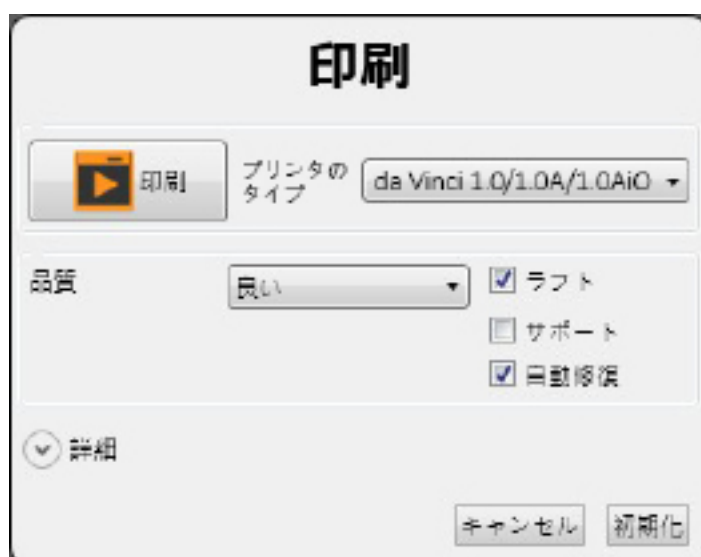 印刷
印刷
プリンタの
タイプ
da Vinci 1.0/1.0A/1.0AiO
品質
良い
ラフト
サポート
自動修復
詳細
キャンセル
初期化